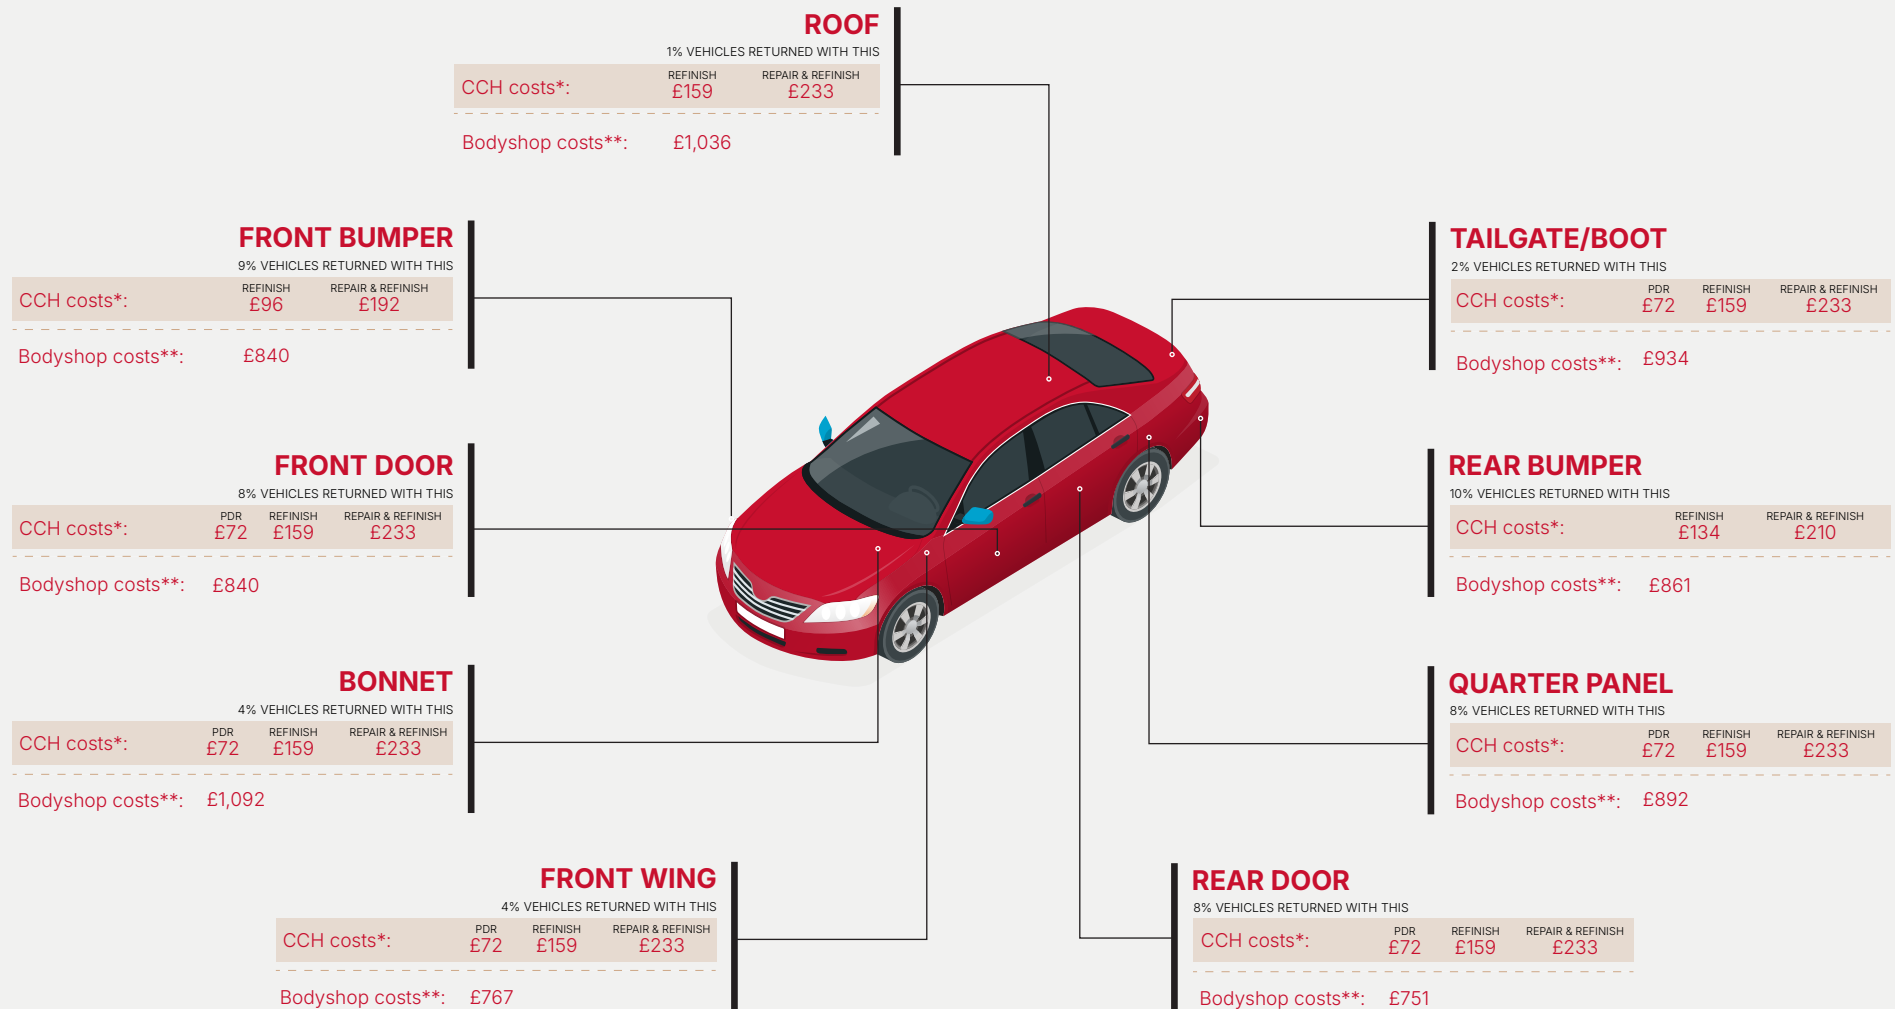 ROOF
1% VEHICLES RETURNED WITH THIS
REFINISH REPAIR & REFINISH
CCH costs*: £159 £233
Bodyshop costs**: £1,036
FRONT BUMPER
9% VEHICLES RETURNED WITH THIS
REFINISH REPAIR & REFINISH
CCH costs*: £96 £192
Bodyshop costs**: £840
FRONT DOOR
8% VEHICLES RETURNED WITH THIS
PDR REFINISH REPAIR & REFINISH
CCH costs*: £72 £159 £233
Bodyshop costs**: £840
BONNET
4% VEHICLES RETURNED WITH THIS
PDR REFINISH REPAIR & REFINISH
CCH costs*: £72 £159 £233
Bodyshop costs**: £1,092
FRONT WING
4% VEHICLES RETURNED WITH THIS
PDR REFINISH REPAIR & REFINISH
CCH costs*: £72 £159 £233
Bodyshop costs**: £767
TAILGATE/BOOT
2% VEHICLES RETURNED WITH THIS
PDR REFINISH REPAIR & REFINISH
CCH costs*: £72 £159 £233
Bodyshop costs**: £934
REAR BUMPER
10% VEHICLES RETURNED WITH THIS
REFINISH REPAIR & REFINISH
CCH costs*: £134 £210
Bodyshop costs**: £861
QUARTER PANEL
8% VEHICLES RETURNED WITH THIS
PDR REFINISH REPAIR & REFINISH
CCH costs*: £72 £159 £233
Bodyshop costs**: £892
REAR DOOR
8% VEHICLES RETURNED WITH THIS
PDR REFINISH REPAIR & REFINISH
CCH costs*: £72 £159 £233
Bodyshop costs**: £751